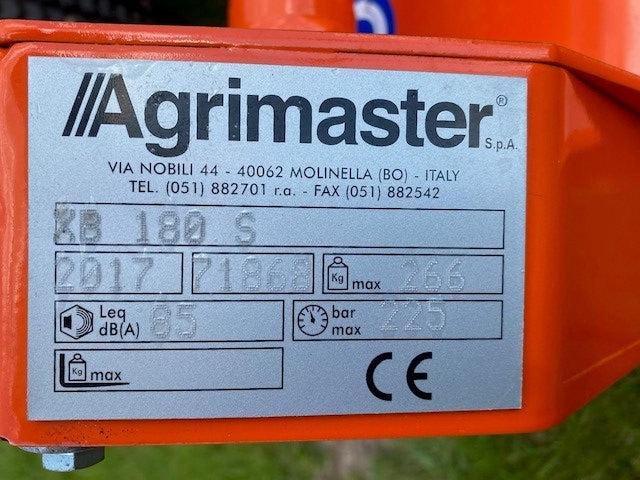 Agrimaster®
S.p.A.
VIA NOBILI 44 - 40062 MOLINELLA (BO) - ITALY
TEL. (051) 882701 r.a. - FAX (051) 882542
XB 180 S
2017 71868 Kg max 266
Leq dB(A) 85 bar max 225
Kg max
CE